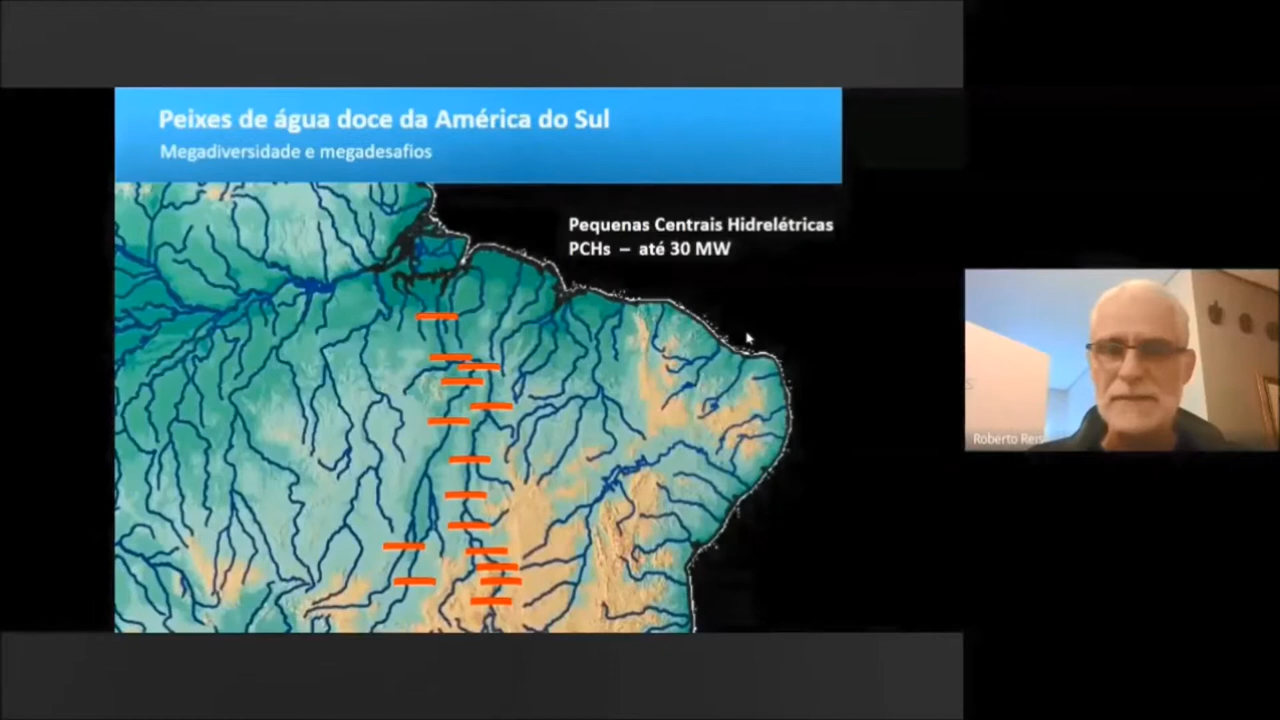 Peixes de água doce da América do Sul
Megadiversidade e megadesafios
Pequenas Centrais Hidrelétricas
PCHs – até 30 MW
Roberto Reis